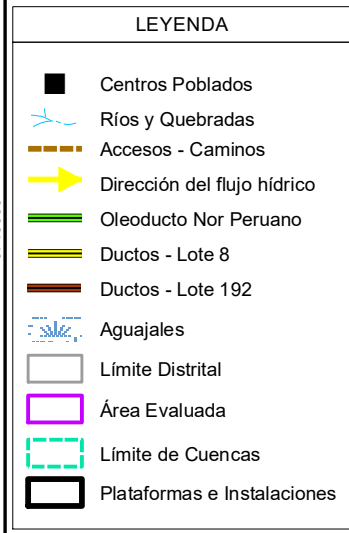 LEYENDA
Centros Poblados
Ríos y Quebradas
Accesos - Caminos
Dirección del flujo hídrico
Oleoducto Nor Peruano
Ductos - Lote 8
Ductos - Lote 192
Aguajales
Límite Distrital
Área Evaluada
Límite de Cuencas
Plataformas e Instalaciones